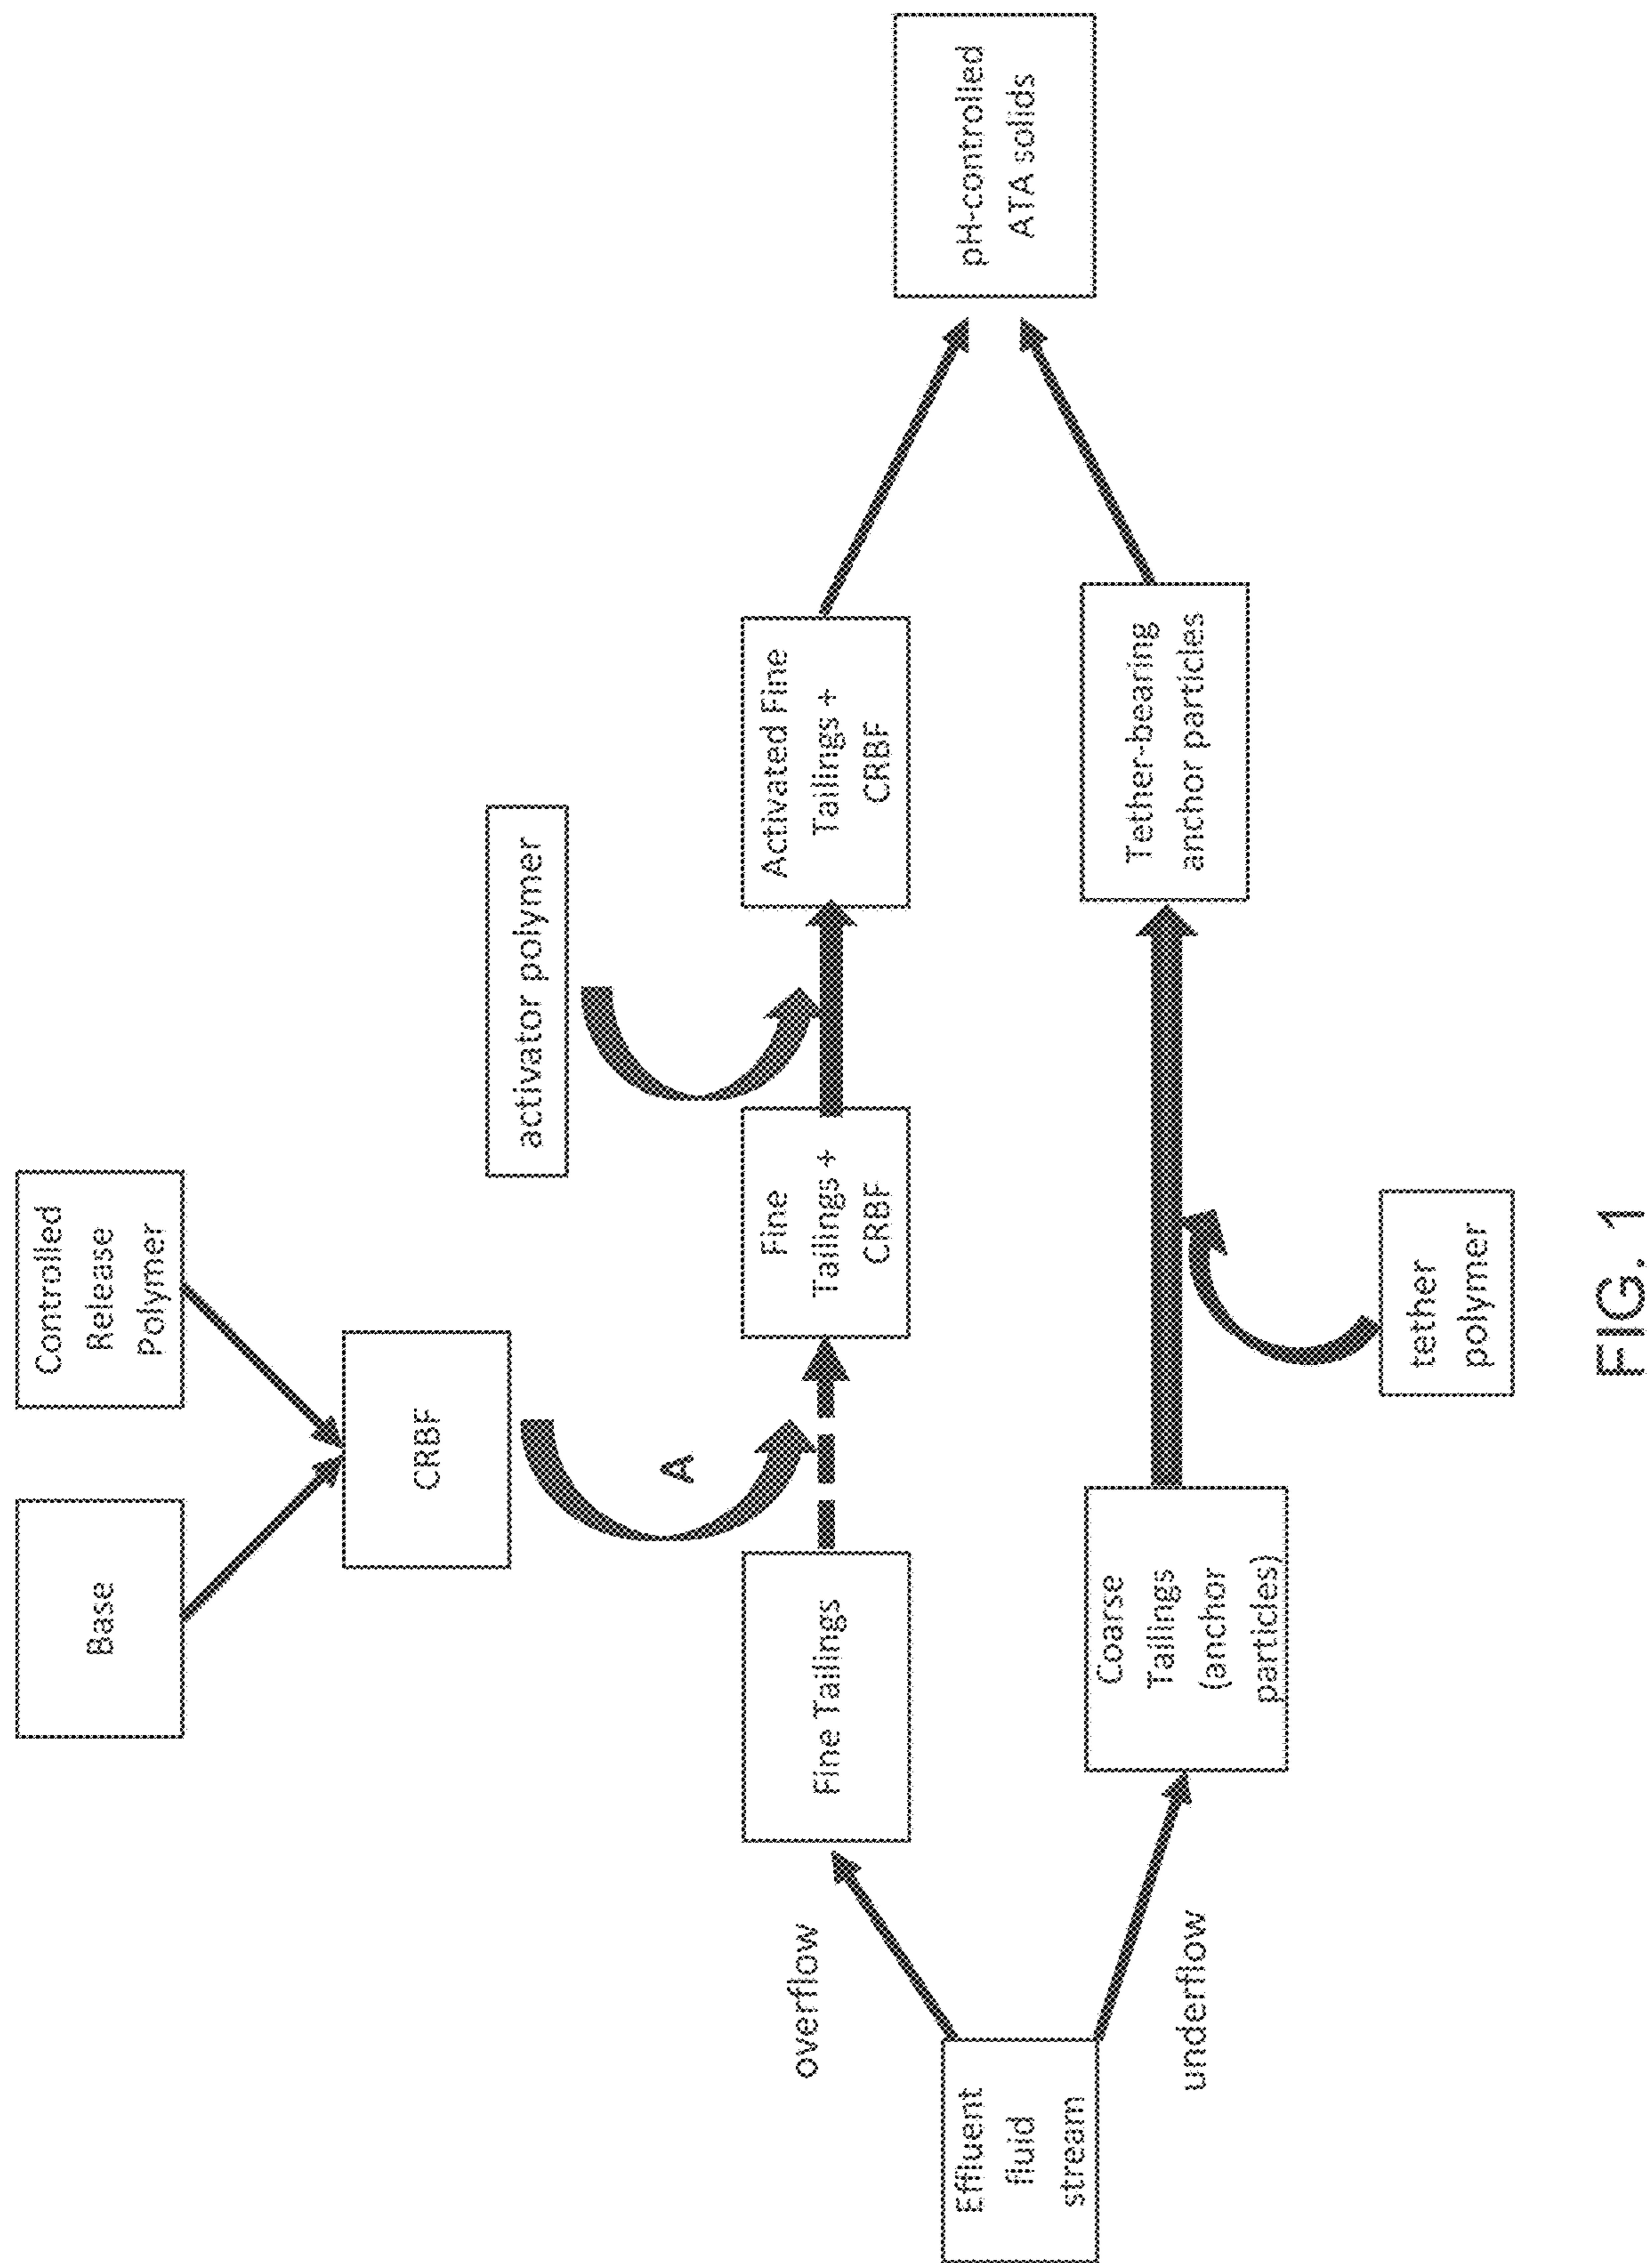 Base
Controlled
Release
Polymer
CRBF
activator polymer
A
overflow
Fine Tailings
Fine
Tailings +
CRBF
Activated Fine
Tailings +
CRBF
Effluent
fluid
stream
pH-controlled
ATA solids
underflow
Coarse
Tailings
(anchor
particles)
Tether-bearing
anchor particles
tether
polymer
FIG. 1